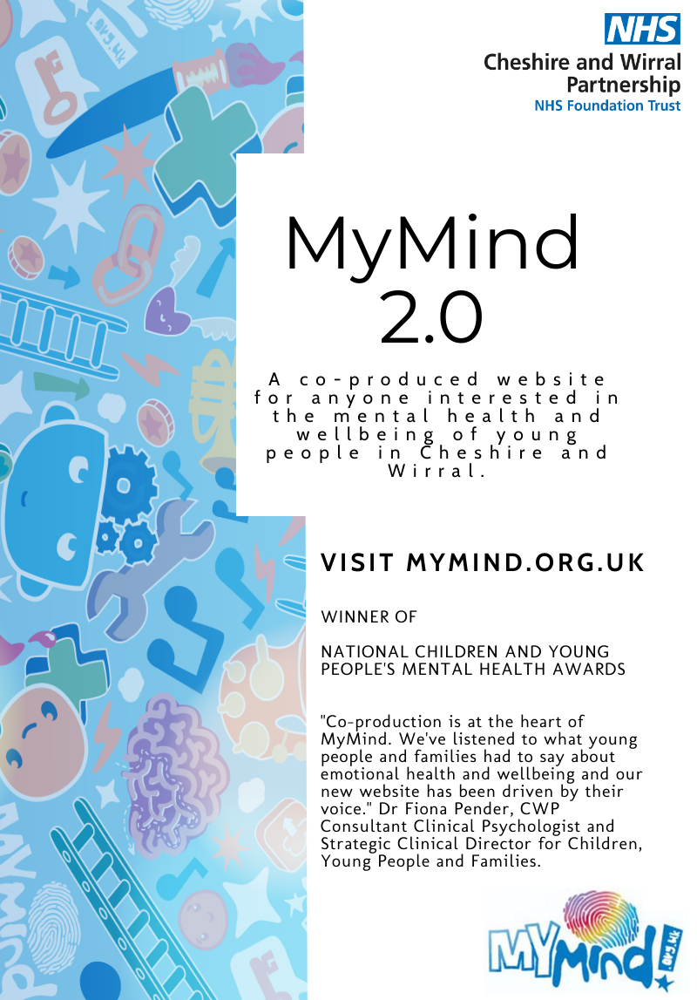 .org.uk
NHS
Cheshire and Wirral
Partnership
NHS Foundation Trust
MyMind
2.0
A co-produced website
for anyone interested in
the mental health and
wellbeing of young
people in Cheshire and
Wirral.
VISIT MYMIND.ORG.UK
WINNER OF
NATIONAL CHILDREN AND YOUNG
PEOPLE'S MENTAL HEALTH AWARDS
"Co-production is at the heart of
MyMind. We've listened to what young
people and families had to say about
emotional health and wellbeing and our
new website has been driven by their
voice." Dr Fiona Pender, CWP
Consultant Clinical Psychologist and
Strategic Clinical Director for Children,
Young People and Families.
MyMind
MyMind!
.org.uk